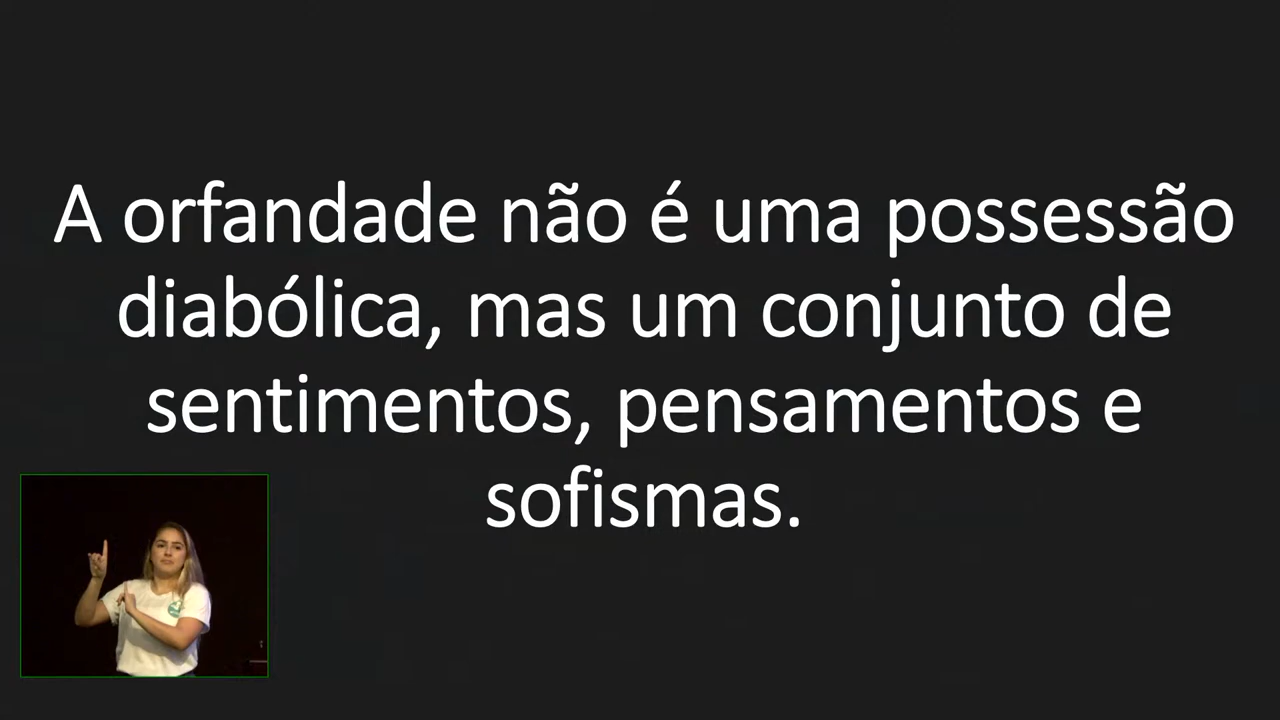 A orfandade não é uma possessão
diabólica, mas um conjunto de
sentimentos, pensamentos e
sofismas.